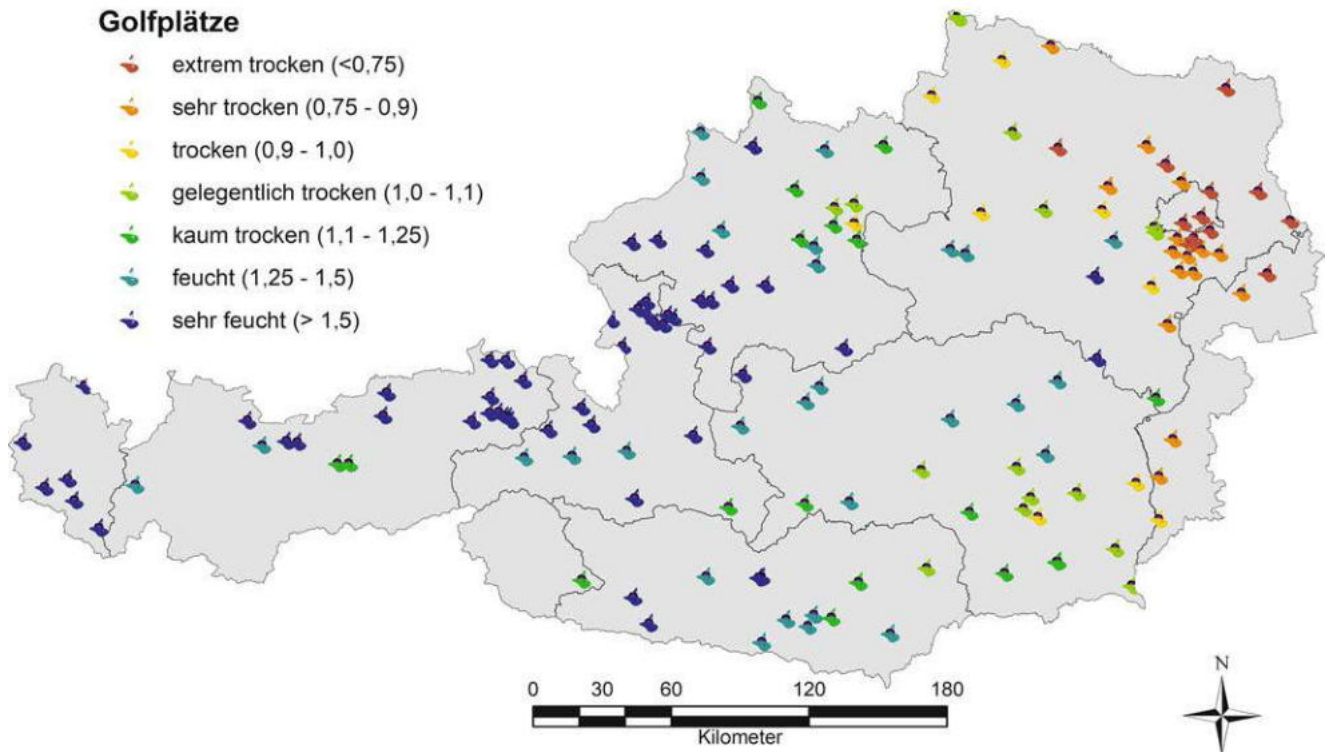 Golfplätze
extrem trocken (<0,75)
sehr trocken (0,75 - 0,9)
trocken (0,9 - 1,0)
gelegentlich trocken (1,0 - 1,1)
kaum trocken (1,1 - 1,25)
feucht (1,25 - 1,5)
sehr feucht (> 1,5)
0 30 60 120 180
Kilometer
N